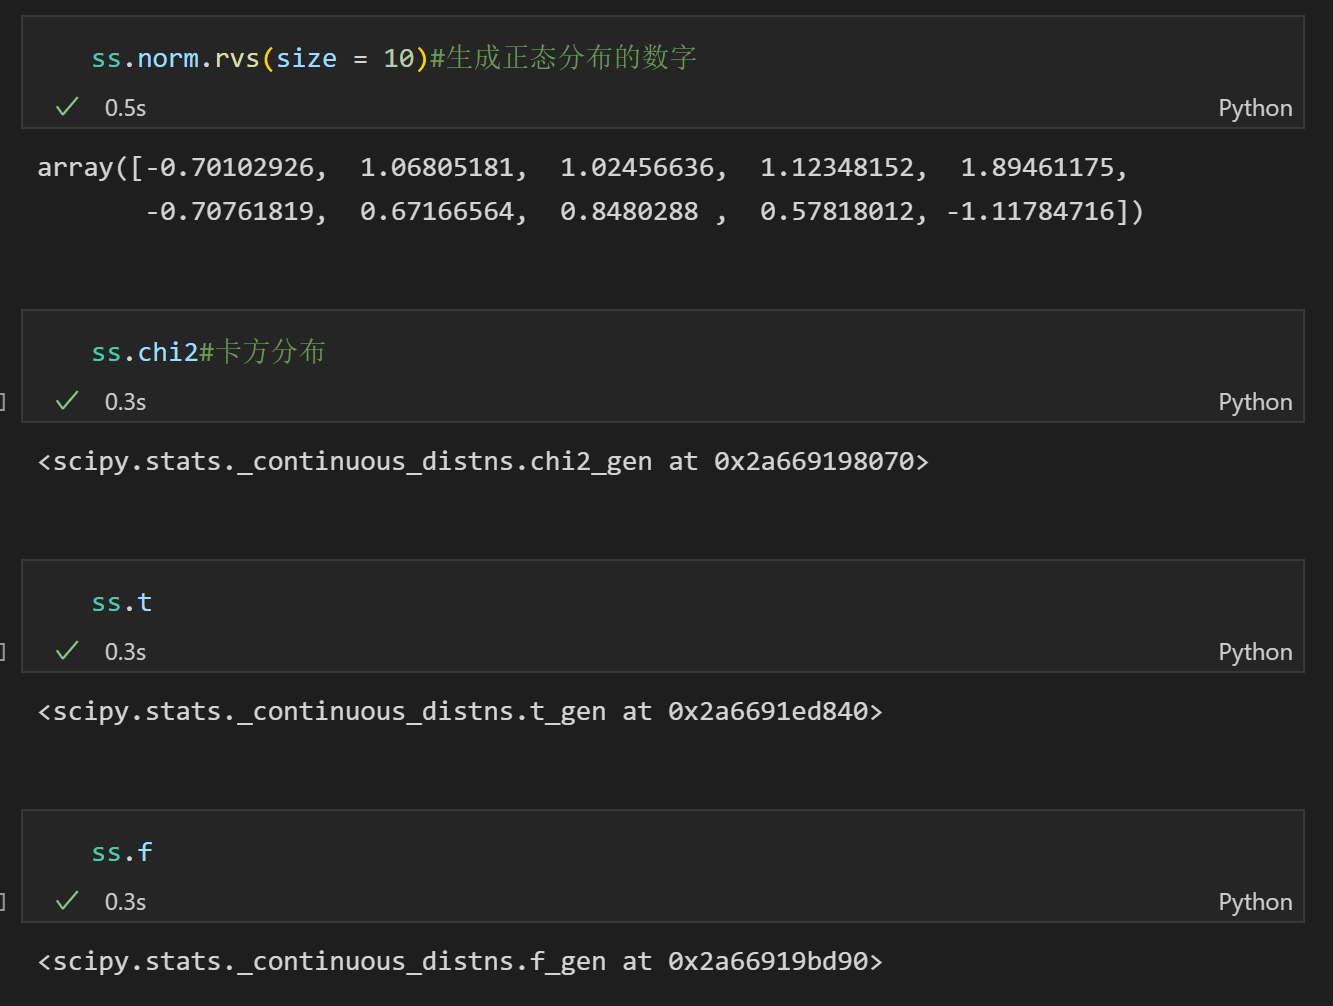 ss.norm.rvs(size = 10)#生成正态分布的数字
0.5s
Python
array([-0.70102926,  1.06805181,  1.02456636,  1.12348152,  1.89461175,
       -0.70761819,  0.67166564,  0.8480288 ,  0.57818012, -1.11784716])
ss.chi2#卡方分布
]
0.3s
Python
<scipy.stats._continuous_distns.chi2_gen at 0x2a669198070>
ss.t
]
0.3s
Python
<scipy.stats._continuous_distns.t_gen at 0x2a6691ed840>
ss.f
]
0.3s
Python
<scipy.stats._continuous_distns.f_gen at 0x2a66919bd90>